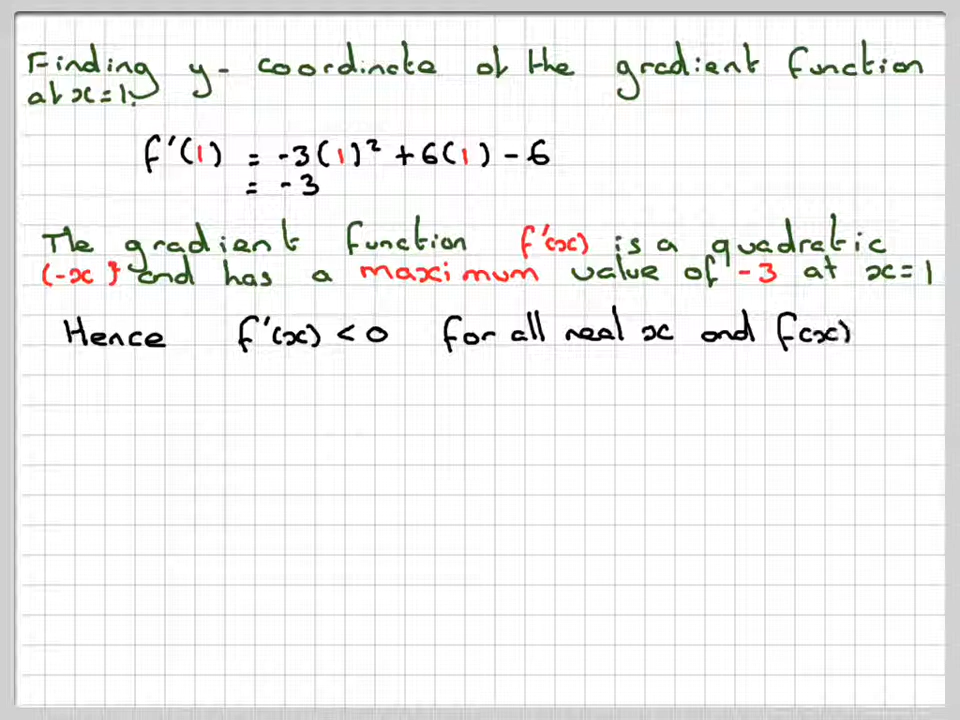 Finding y-coordinate of the gradient function
at x=1.
f'(1) = -3(1)² + 6(1) - 6
= -3
The gradient function f'(x) is a quadratic
(-x²) and has a maximum value of -3 at x=1
Hence f'(x) < 0 for all real x and f(x)